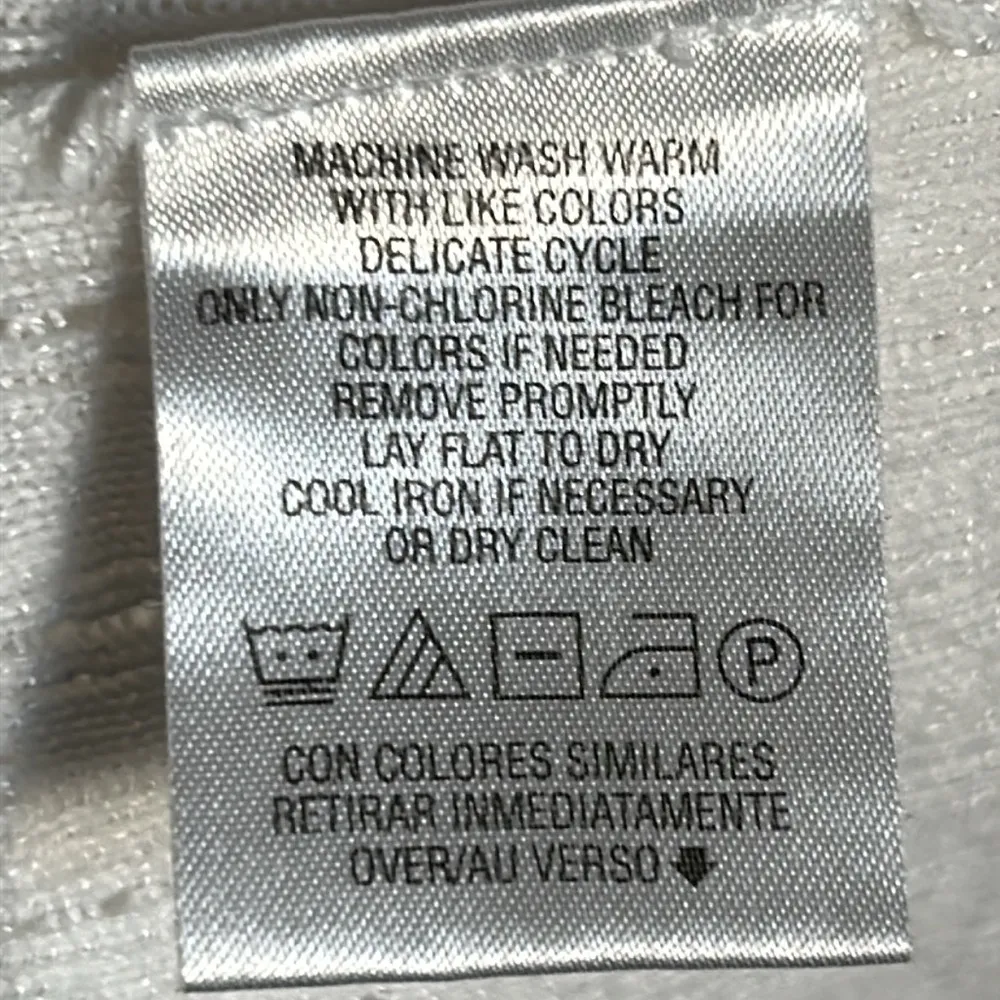 MACHINE WASH WARM
WITH LIKE COLORS
DELICATE CYCLE
ONLY NON-CHLORINE BLEACH FOR
COLORS IF NEEDED
REMOVE PROMPTLY
LAY FLAT TO DRY
COOL IRON IF NECESSARY
OR DRY CLEAN
P
CON COLORES SIMILARES
RETIRAR INMEDIATAMENTE
OVER/AU VERSO